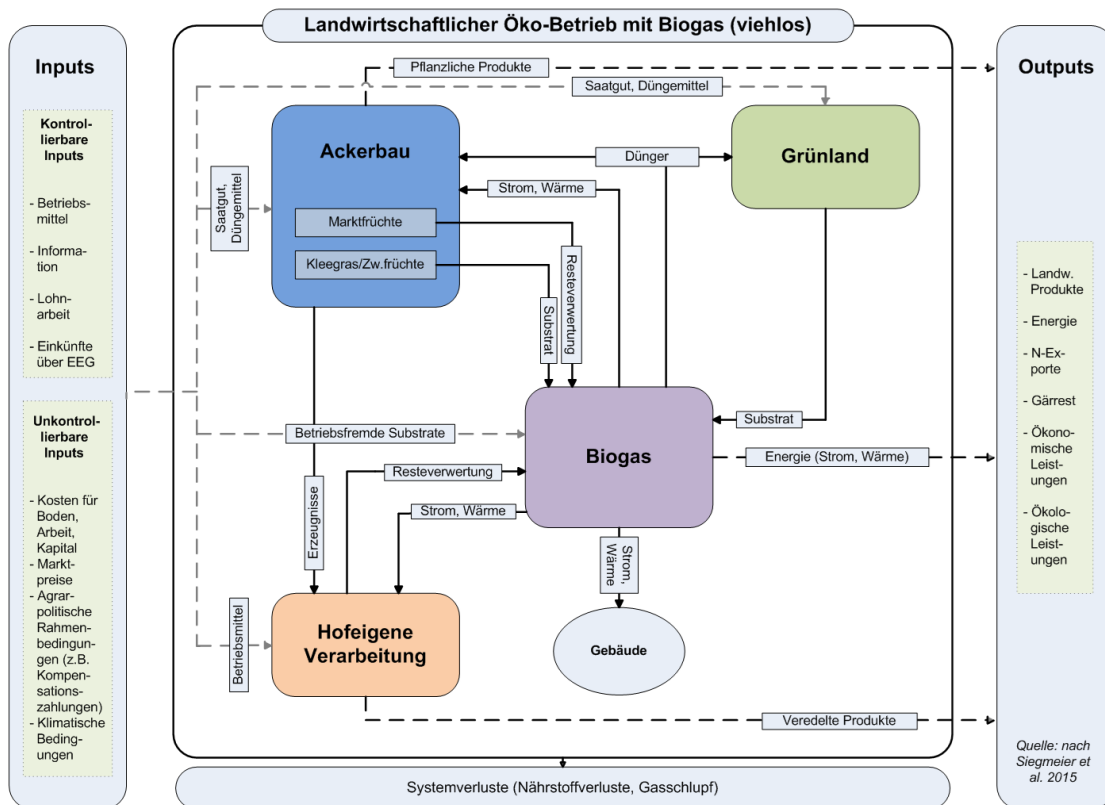 Landwirtschaftlicher Öko-Betrieb mit Biogas (viehlos)
Inputs
Kontrol-
lierbare
Inputs
- Betriebs-
mittel
- Informa-
tion
- Lohn-
arbeit
- Einkünfte
über EEG
Unkontrol-
lierbare
Inputs
- Kosten für
Boden,
Arbeit,
Kapital
- Markt-
preise
- Agrar-
politische
Rahmen-
bedingun-
gen (z.B.
Kompen-
sations-
zahlungen)
- Klimatische
Bedin-
gungen
Pflanzliche Produkte
Saatgut, Düngemittel
Ackerbau
Marktfrüchte
Kleegras/Zw.früchte
Saatgut,
Düngemittel
Dünger
Strom, Wärme
Grünland
Substrat
Resteverwertung
Substrat
Betriebsfremde Substrate
Biogas
Energie (Strom, Wärme)
Resteverwertung
Strom, Wärme
Erzeugnisse
Strom,
Wärme
Betriebsmittel
Hofeigene
Verarbeitung
Gebäude
Veredelte Produkte
Systemverluste (Nährstoffverluste, Gasschlupf)
Outputs
- Landw.
Produkte
- Energie
- N-Ex-
porte
- Gärrest
- Ökono-
mische
Leist-
ungen
- Ökolo-
gische
Leist-
ungen
Quelle: nach
Siegmeier et
al. 2015